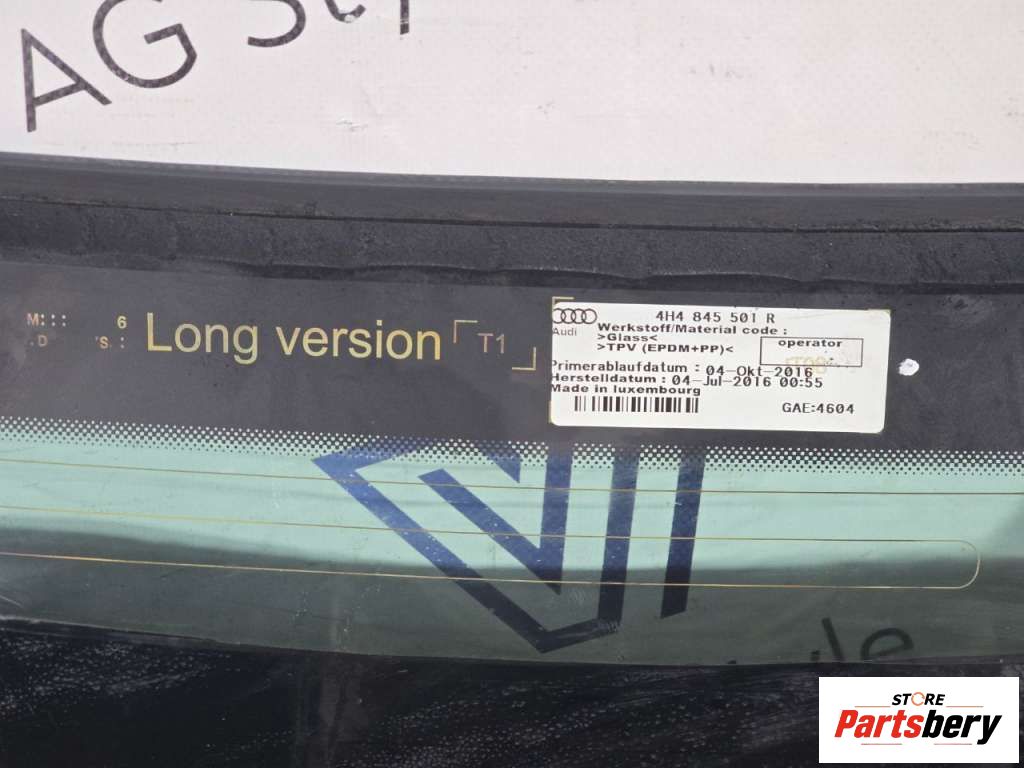 AG Sty
M:::
6
.D
'S. :
Long version
T1
4H4 845 501 R
Audi
Werkstoff/Material code :
>Glass<
>TPV (EPDM+PP)<
operator
Primerablaufdatum : 04-Okt-2016
Herstelldatum : 04-Jul-2016 00:55
Made in luxembourg
GAE:4604
STORE
Partsbery